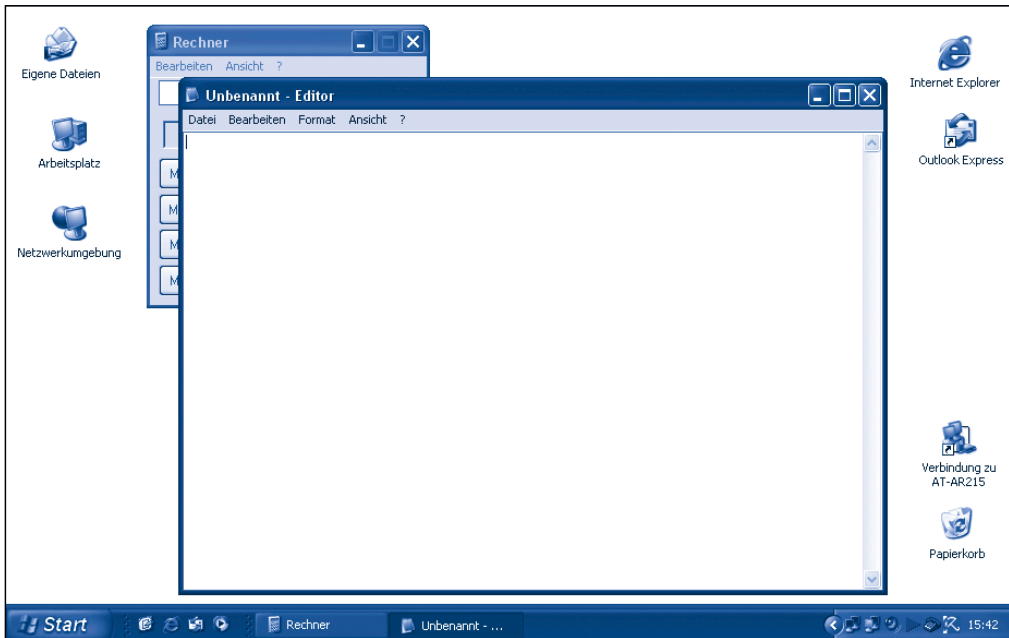 Eigene Dateien
Arbeitsplatz
Netzwerkumgebung
Rechner
Bearbeiten Ansicht ?
M
M
M
M
Unbenannt - Editor
Datei Bearbeiten Format Ansicht ?
Internet Explorer
Outlook Express
Verbindung zu
AT-AR215
Papierkorb
Start
Rechner
Unbenannt - ...
15:42